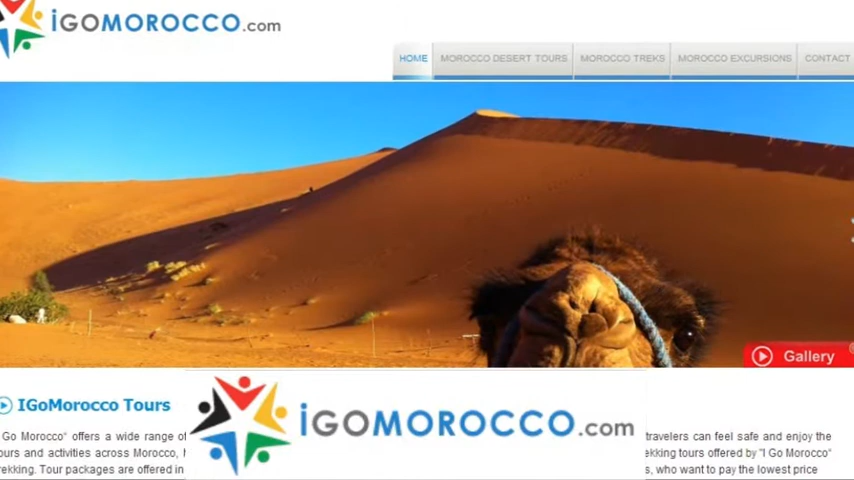 iGOMOROCCO.com
HOME MOROCCO DESERT TOURS MOROCCO TREKS MOROCCO EXCURSIONS CONTACT
Gallery
IGoMorocco Tours
iGOMOROCCO.com
Go Morocco" offers a wide range of
travelers can feel safe and enjoy the
ours and activities across Morocco,
ekking tours offered by "I Go Morocco"
rekking. Tour packages are offered in
s, who want to pay the lowest price